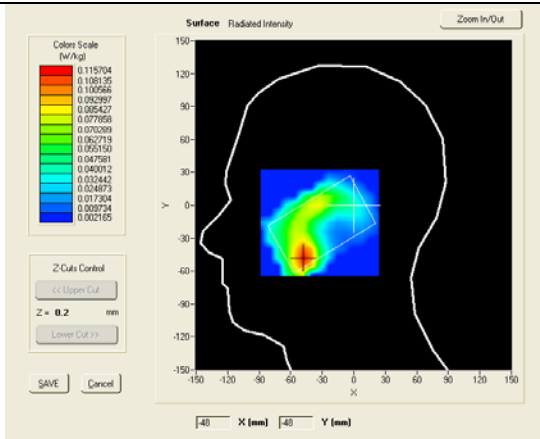 Surface Radiated Intensity
Zoom In/Out
Colors Scale
(W/kg)
0.115704
0.108135
0.100566
0.092997
0.085427
0.077858
0.070289
0.062719
0.055150
0.047581
0.040012
0.032442
0.024873
0.017304
0.009734
0.002165
Z-Cuts Control
<< Upper Cut
Z = 0.2 mm
Lower Cut >>
SAVE Cancel
150
120
90
60
30
0
-30
-60
-90
-120
-150
Y
-150 -120 -90 -60 -30 0 30 60 90 120 150
X
-48 X (mm) -48 Y (mm)